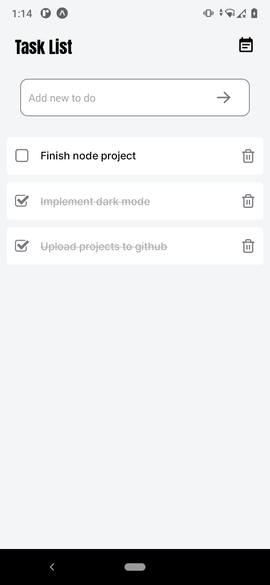 1:14
Task List
Add new to do
Finish node project
Implement dark mode
Upload projects to github